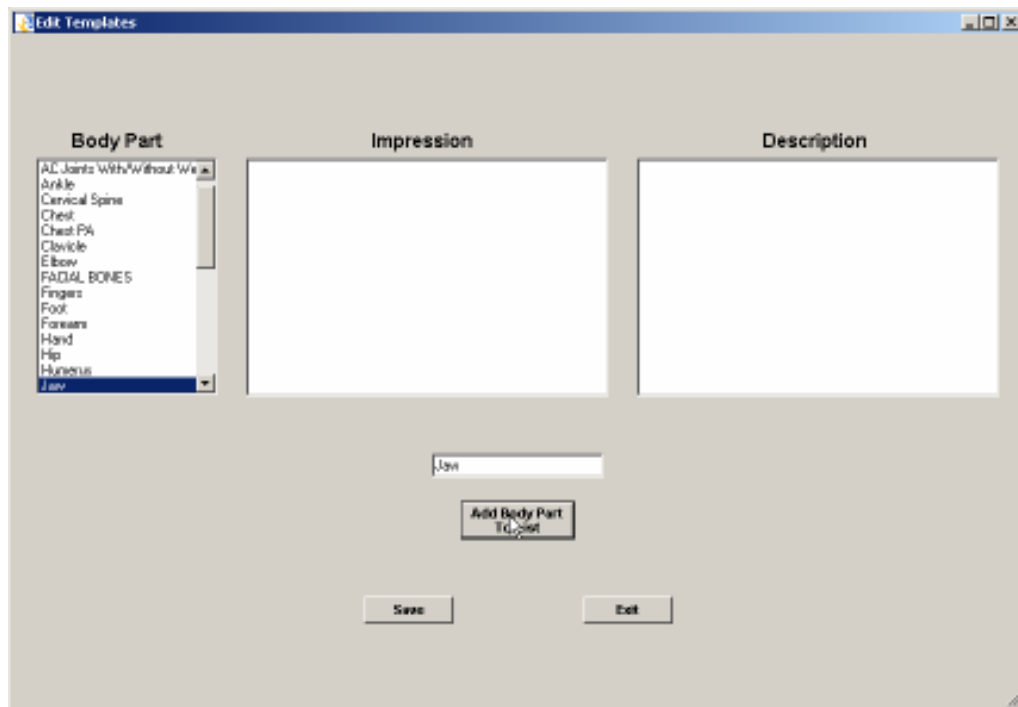 Edit Templates
Body Part
Impression
Description
AC Joints With/Without We
Ankle
Cervical Spine
Chest
Chest PA
Clavicle
Elbow
FACIAL BONES
Fingers
Foot
Forearm
Hand
Hip
Humerus
Jaw
Jaw
Add Body Part
To List
Save
Exit